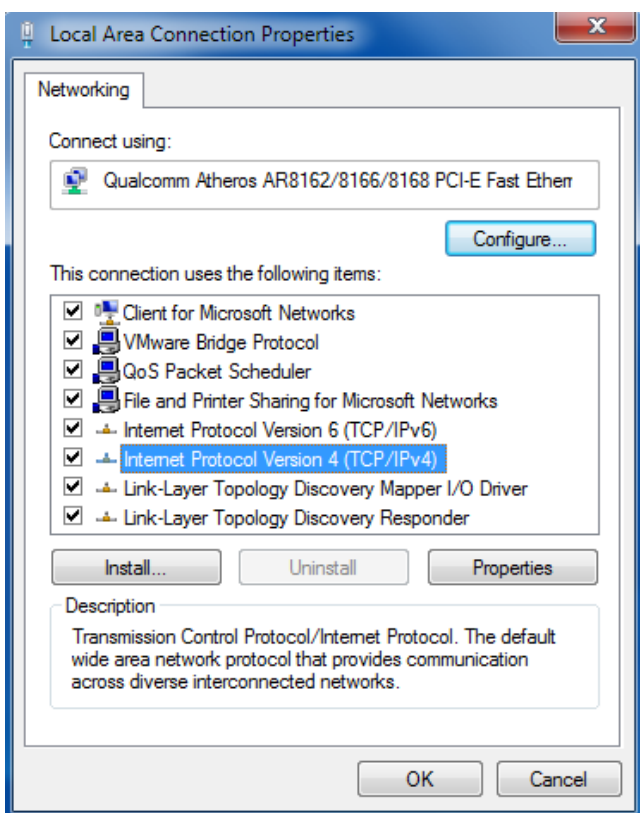 Local Area Connection Properties
Networking
Connect using:
Qualcomm Atheros AR8162/8166/8168 PCI-E Fast Ethern
Configure...
This connection uses the following items:
Client for Microsoft Networks
VMware Bridge Protocol
QoS Packet Scheduler
File and Printer Sharing for Microsoft Networks
Internet Protocol Version 6 (TCP/IPv6)
Internet Protocol Version 4 (TCP/IPv4)
Link-Layer Topology Discovery Mapper I/O Driver
Link-Layer Topology Discovery Responder
Install...
Uninstall
Properties
Description
Transmission Control Protocol/Internet Protocol. The default
wide area network protocol that provides communication
across diverse interconnected networks.
OK
Cancel